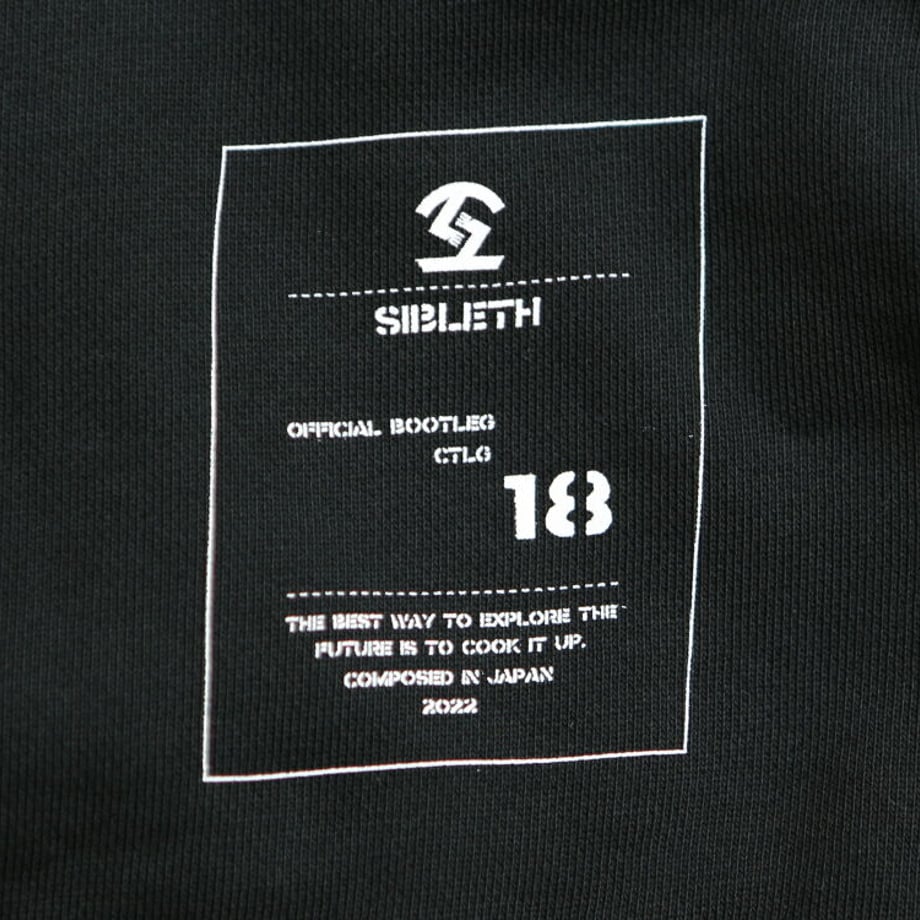 SIBLETH
OFFICIAL BOOTLEG
CTLG
18
THE BEST WAY TO EXPLORE THE
FUTURE IS TO COOK IT UP.
COMPOSED IN JAPAN
2022